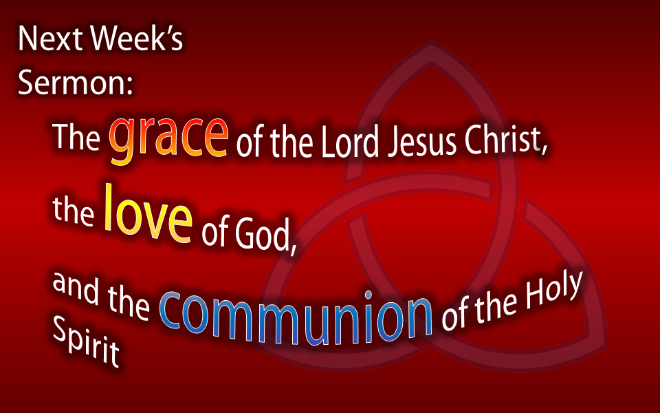 Next Week's
Sermon:
The grace of the Lord Jesus Christ,
the love of God,
and the communion of the Holy
Spirit